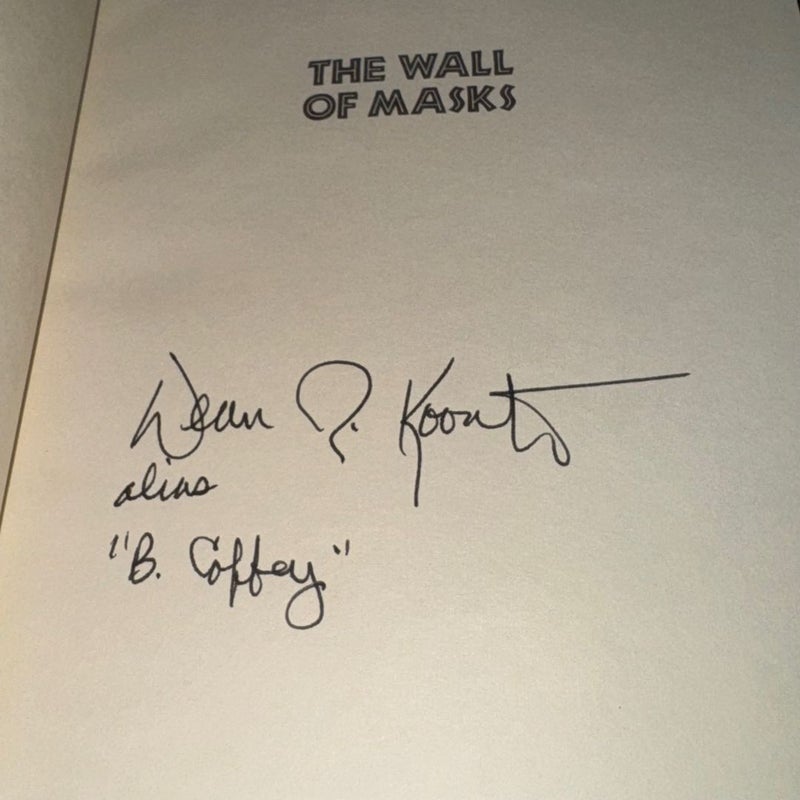 THE WALL
OF MASKS
Dean R. Koontz
alias
"B. Coffey"